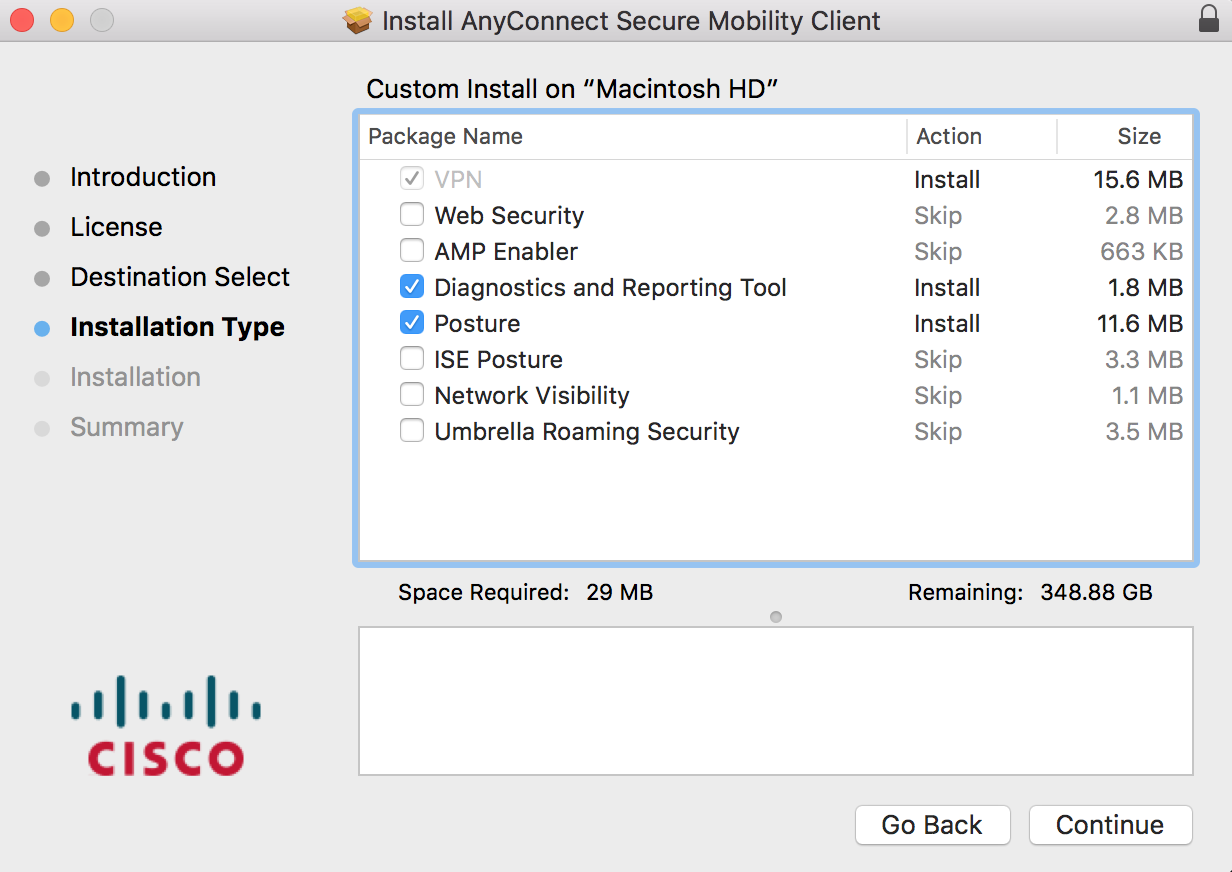 Install AnyConnect Secure Mobility Client
Custom Install on “Macintosh HD”
Introduction
License
Destination Select
Installation Type
Installation
Summary
Package Name Action Size
VPN Install 15.6 MB
Web Security Skip 2.8 MB
AMP Enabler Skip 663 KB
Diagnostics and Reporting Tool Install 1.8 MB
Posture Install 11.6 MB
ISE Posture Skip 3.3 MB
Network Visibility Skip 1.1 MB
Umbrella Roaming Security Skip 3.5 MB
Space Required: 29 MB Remaining: 348.88 GB
CISCO
Go Back Continue